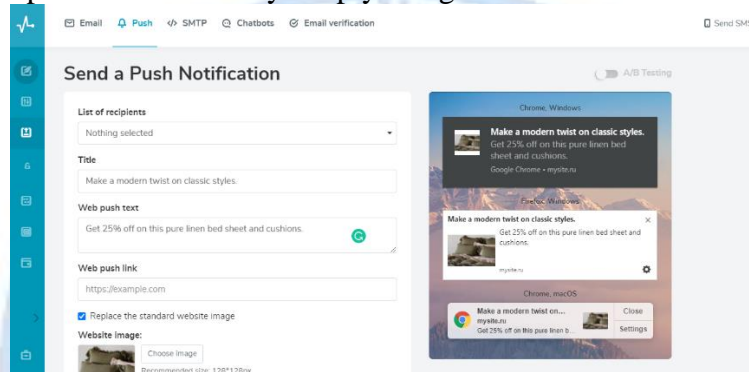 Email Push SMTP Chatbots Email verification Send SMS
Send a Push Notification
A/B Testing
List of recipients
Nothing selected
Title
Make a modern twist on classic styles.
Web push text
Get 25% off on this pure linen bed sheet and cushions.
Web push link
https://example.com
Replace the standard website image
Website image:
Choose Image
Recommended size: 128*128px
Chrome, Windows
Make a modern twist on classic styles.
Get 25% off on this pure linen bed
sheet and cushions.
Google Chrome • mysite.ru
Firefox, Windows
Make a modern twist on classic styles.
Get 25% off on this pure linen bed sheet and
cushions.
mysite.ru
Chrome, macOS
Make a modern twist on...
Close
mysite.ru
Get 25% off on this pure linen b...
Settings